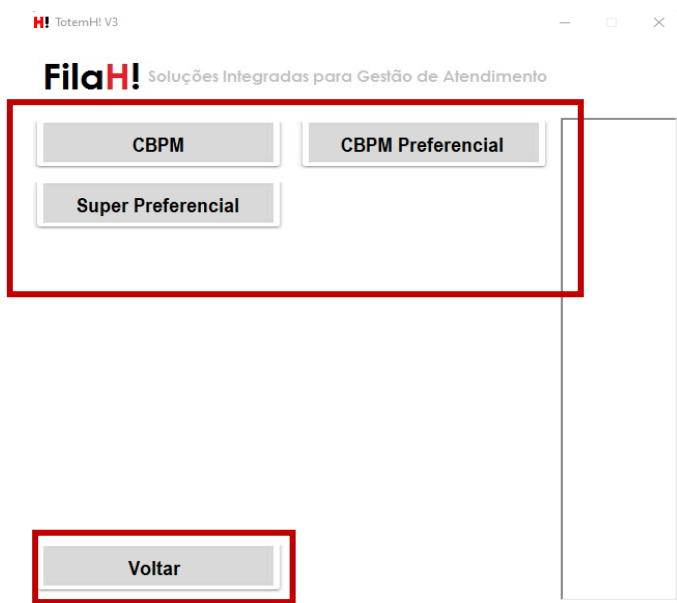 H! TotemH! V3
FilaH! Soluções Integradas para Gestão de Atendimento
CBPM CBPM Preferencial
Super Preferencial
Voltar